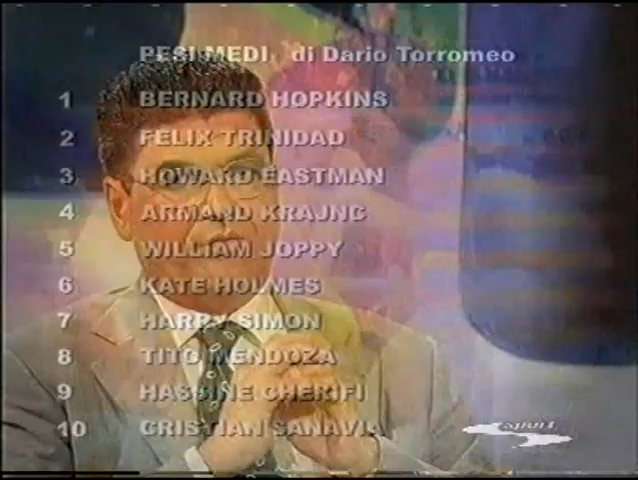 PESI MEDI di Dario Torromeo
1 BERNARD HOPKINS
2 FELIX TRINIDAD
3 HOWARD EASTMAN
4 ARMAND KRAJNC
5 WILLIAM JOPPY
6 KATE HOLMES
7 HARRY SIMON
8 TITO MENDOZA
9 HASSINE CHERIFI
10 CRISTIAN SANAVIA
sport